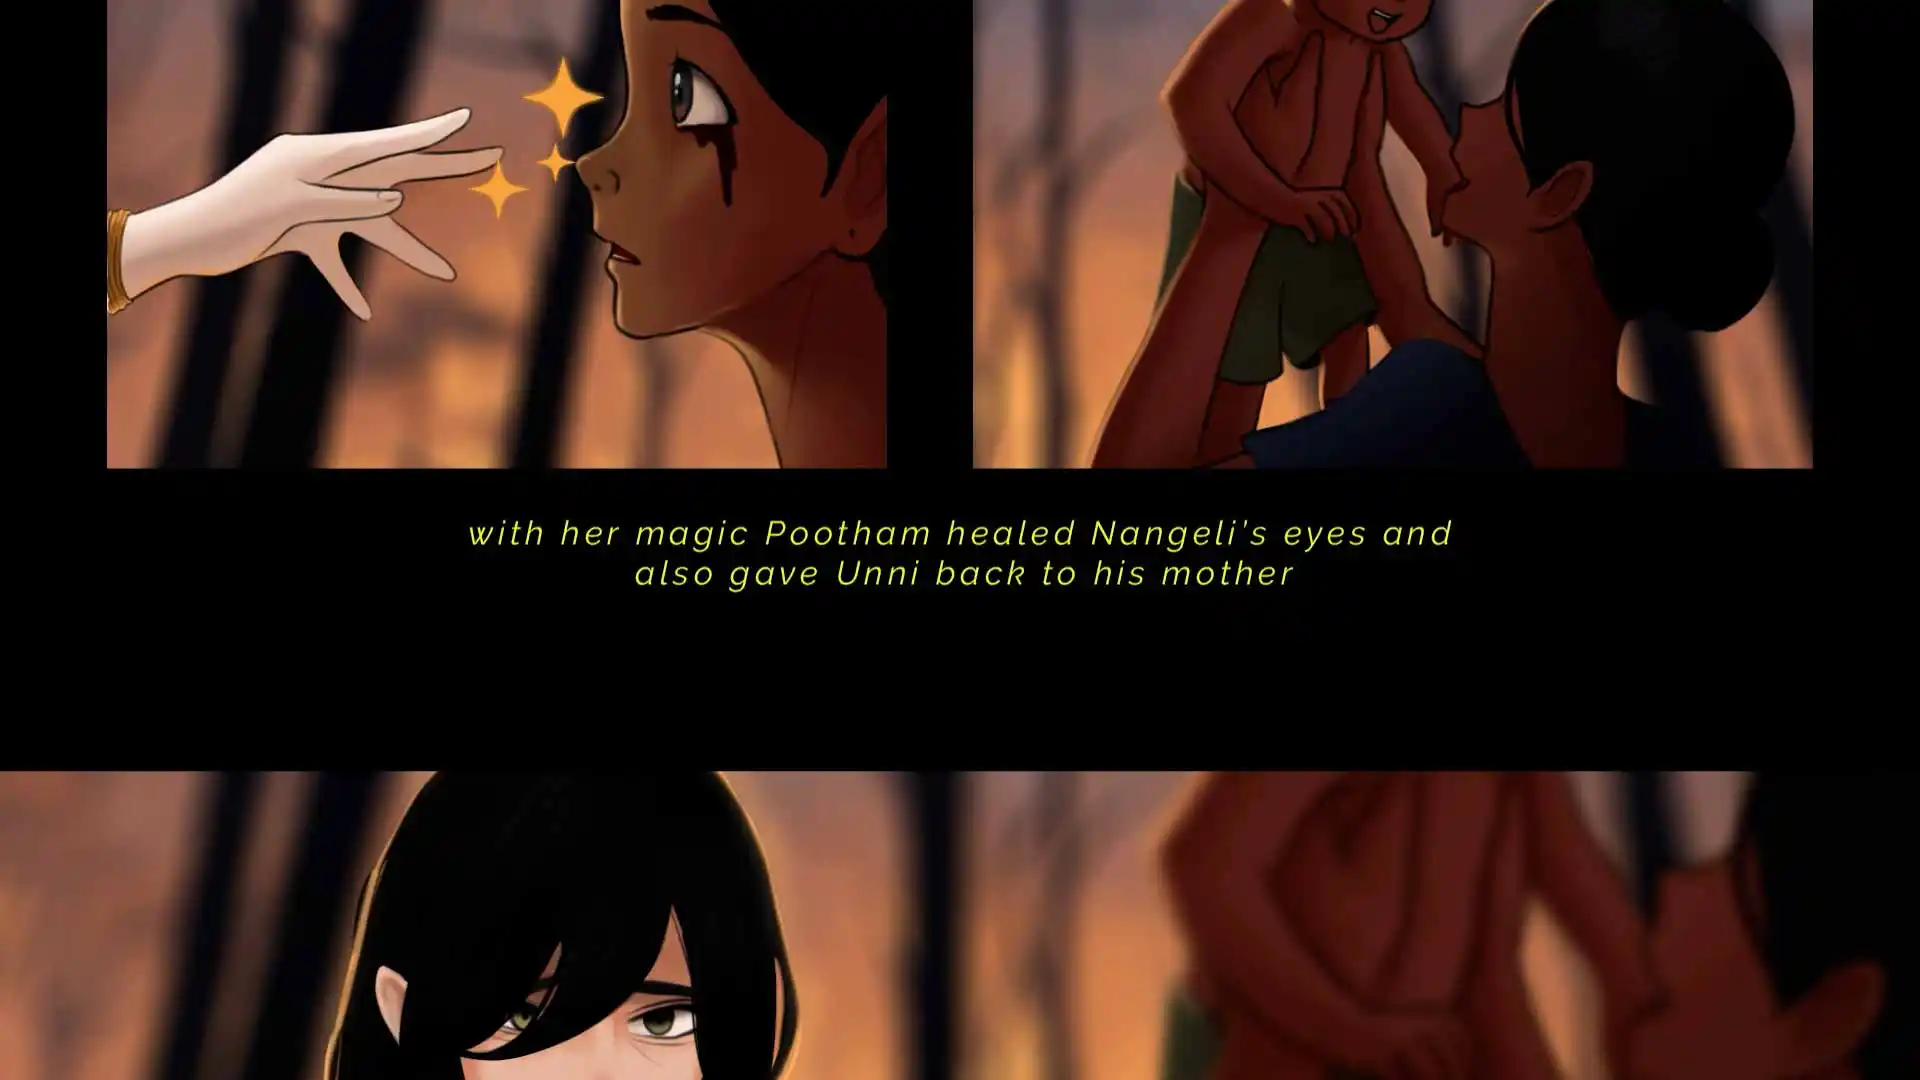 with her magic Pootham healed Nangeli's eyes and
also gave Unni back to his mother